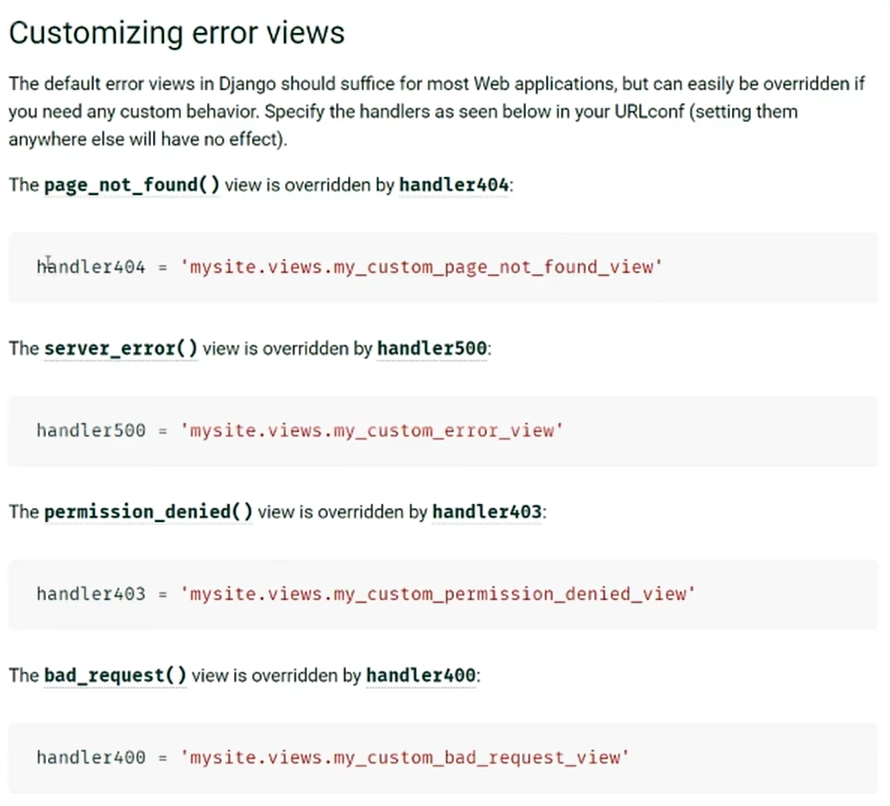 Customizing error views
The default error views in Django should suffice for most Web applications, but can easily be overridden if
you need any custom behavior. Specify the handlers as seen below in your URLconf (setting them
anywhere else will have no effect).
The page_not_found() view is overridden by handler404:
handler404 = 'mysite.views.my_custom_page_not_found_view'
The server_error() view is overridden by handler500:
handler500 = 'mysite.views.my_custom_error_view'
The permission_denied() view is overridden by handler403:
handler403 = 'mysite.views.my_custom_permission_denied_view'
The bad_request() view is overridden by handler400:
handler400 = 'mysite.views.my_custom_bad_request_view'